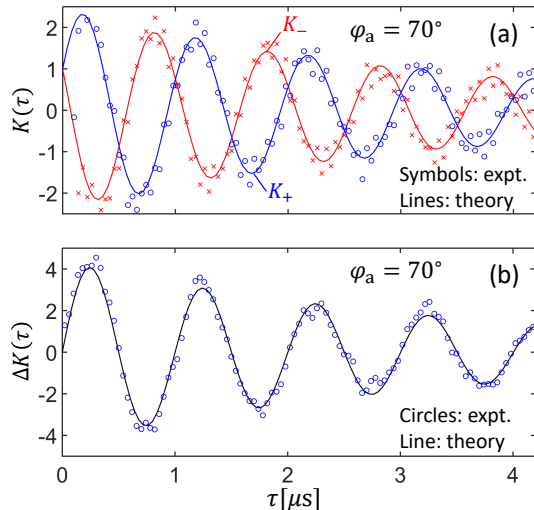 2
1
0
-1
-2
K(τ)
K₋
φₐ = 70°
(a)
K₊
Symbols: expt.
Lines: theory
4
2
0
-2
-4
ΔK(τ)
φₐ = 70°
(b)
Circles: expt.
Line: theory
0 1 2 3 4
τ[μs]